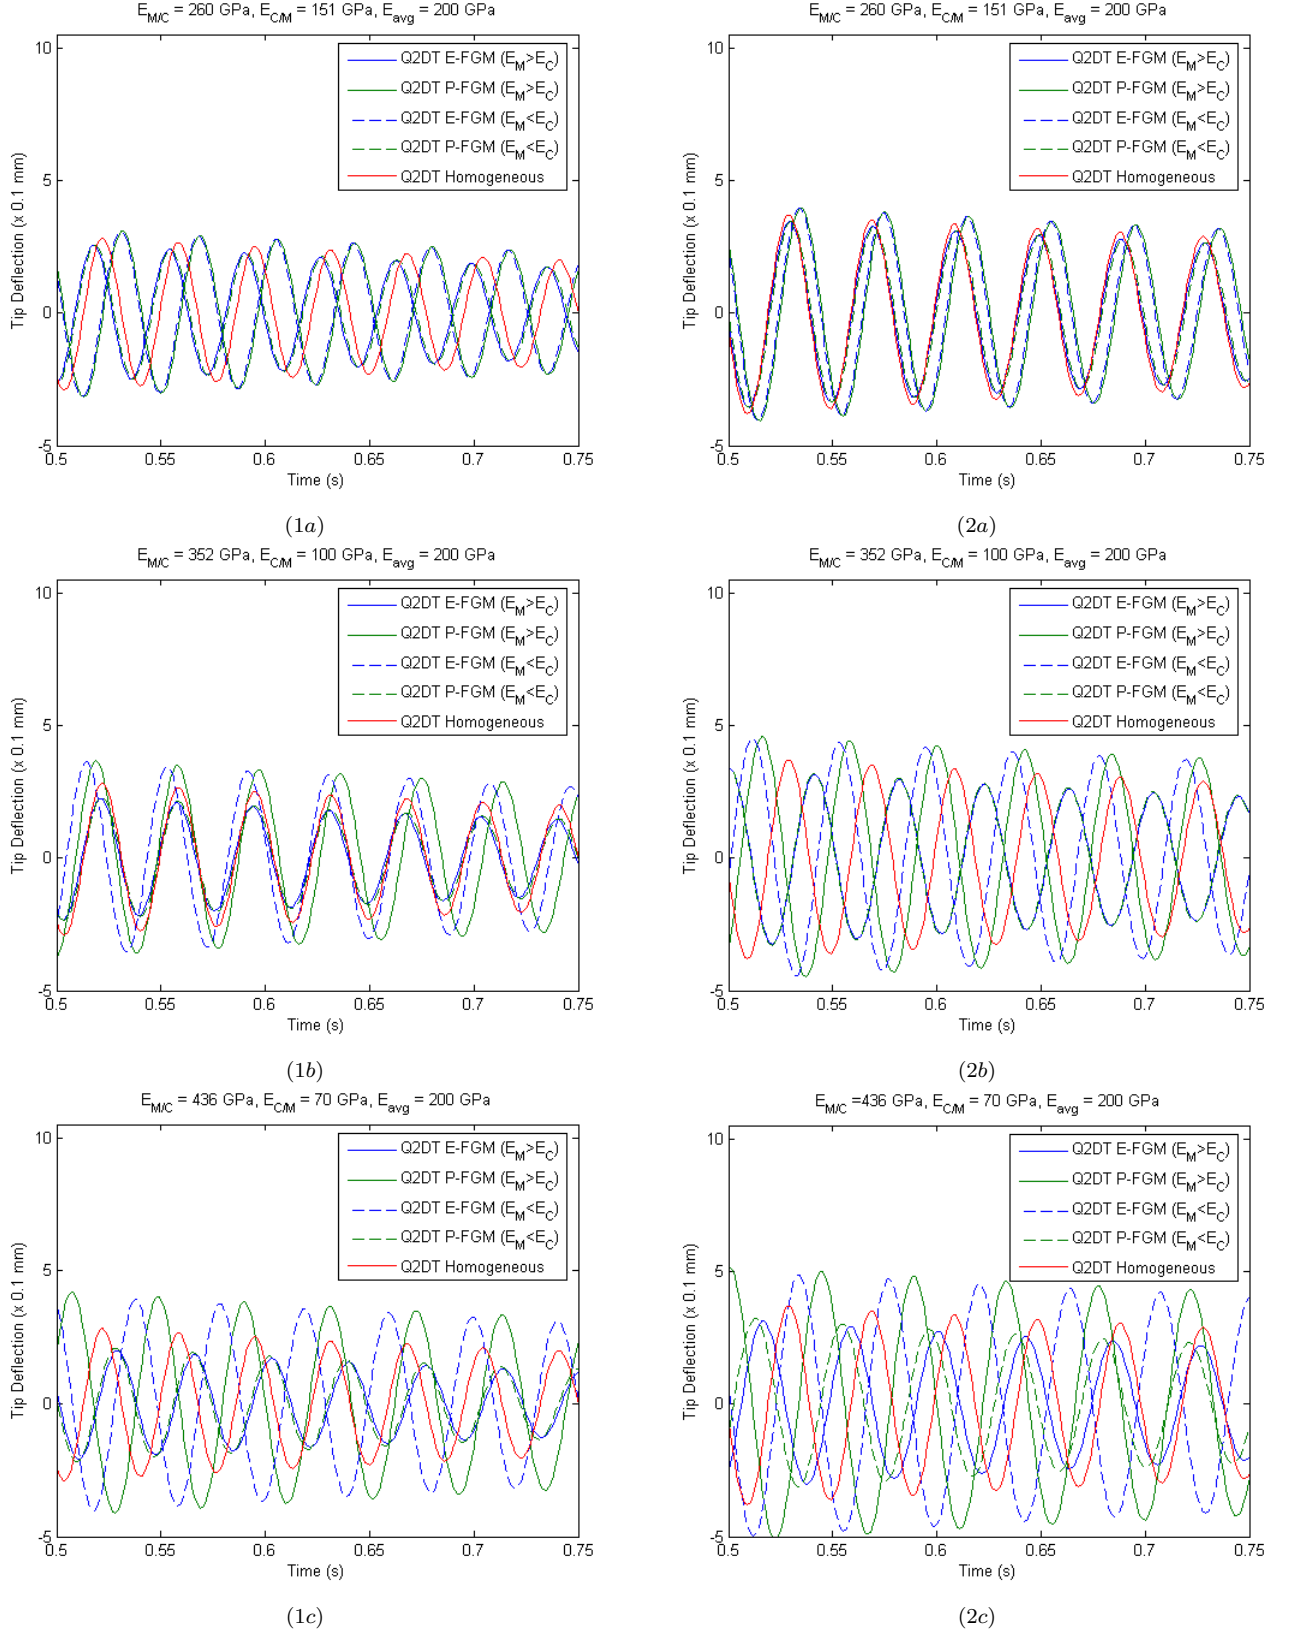 E_M/C = 260 GPa, E_C/M = 151 GPa, E_avg = 200 GPa
10
5
0
-5
Tip Deflection (x 0.1 mm)
Q2DT E-FGM (E_M>E_C)
Q2DT P-FGM (E_M>E_C)
Q2DT E-FGM (E_M<E_C)
Q2DT P-FGM (E_M<E_C)
Q2DT Homogeneous
0.5 0.55 0.6 0.65 0.7 0.75
Time (s)
(1a)
E_M/C = 260 GPa, E_C/M = 151 GPa, E_avg = 200 GPa
10
5
0
-5
Tip Deflection (x 0.1 mm)
Q2DT E-FGM (E_M>E_C)
Q2DT P-FGM (E_M>E_C)
Q2DT E-FGM (E_M<E_C)
Q2DT P-FGM (E_M<E_C)
Q2DT Homogeneous
0.5 0.55 0.6 0.65 0.7 0.75
Time (s)
(2a)
E_M/C = 352 GPa, E_C/M = 100 GPa, E_avg = 200 GPa
10
5
0
-5
Tip Deflection (x 0.1 mm)
Q2DT E-FGM (E_M>E_C)
Q2DT P-FGM (E_M>E_C)
Q2DT E-FGM (E_M<E_C)
Q2DT P-FGM (E_M<E_C)
Q2DT Homogeneous
0.5 0.55 0.6 0.65 0.7 0.75
Time (s)
(1b)
E_M/C = 352 GPa, E_C/M = 100 GPa, E_avg = 200 GPa
10
5
0
-5
Tip Deflection (x 0.1 mm)
Q2DT E-FGM (E_M>E_C)
Q2DT P-FGM (E_M>E_C)
Q2DT E-FGM (E_M<E_C)
Q2DT P-FGM (E_M<E_C)
Q2DT Homogeneous
0.5 0.55 0.6 0.65 0.7 0.75
Time (s)
(2b)
E_M/C = 436 GPa, E_C/M = 70 GPa, E_avg = 200 GPa
10
5
0
-5
Tip Deflection (x 0.1 mm)
Q2DT E-FGM (E_M>E_C)
Q2DT P-FGM (E_M>E_C)
Q2DT E-FGM (E_M<E_C)
Q2DT P-FGM (E_M<E_C)
Q2DT Homogeneous
0.5 0.55 0.6 0.65 0.7 0.75
Time (s)
(1c)
E_M/C =436 GPa, E_C/M = 70 GPa, E_avg = 200 GPa
10
5
0
-5
Tip Deflection (x 0.1 mm)
Q2DT E-FGM (E_M>E_C)
Q2DT P-FGM (E_M>E_C)
Q2DT E-FGM (E_M<E_C)
Q2DT P-FGM (E_M<E_C)
Q2DT Homogeneous
0.5 0.55 0.6 0.65 0.7 0.75
Time (s)
(2c)